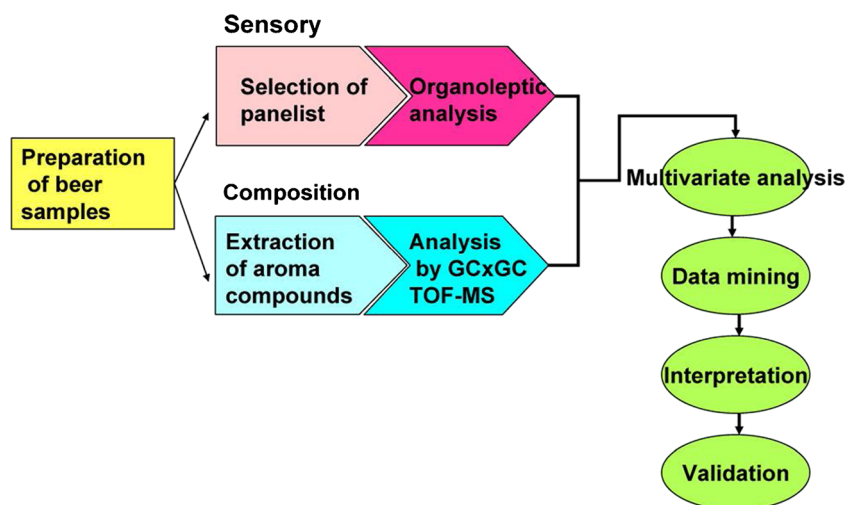 Sensory
Selection of
panelist
Organoleptic
analysis
Preparation
of beer
samples
Composition
Extraction
of aroma
compounds
Analysis
by GCxGC
TOF-MS
Multivariate analysis
Data mining
Interpretation
Validation